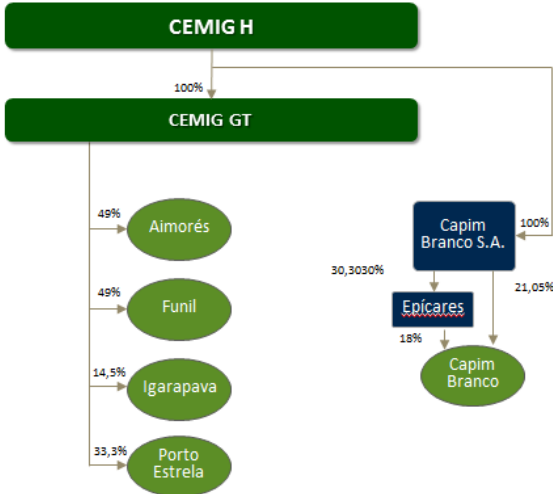 CEMIG H
100%
CEMIG GT
49%
Aimorés
49%
Funil
14,5%
Igarapava
33,3%
Porto
Estrela
Capim
Branco S.A.
100%
30,3030%
21,05%
Epícares
18%
Capim
Branco